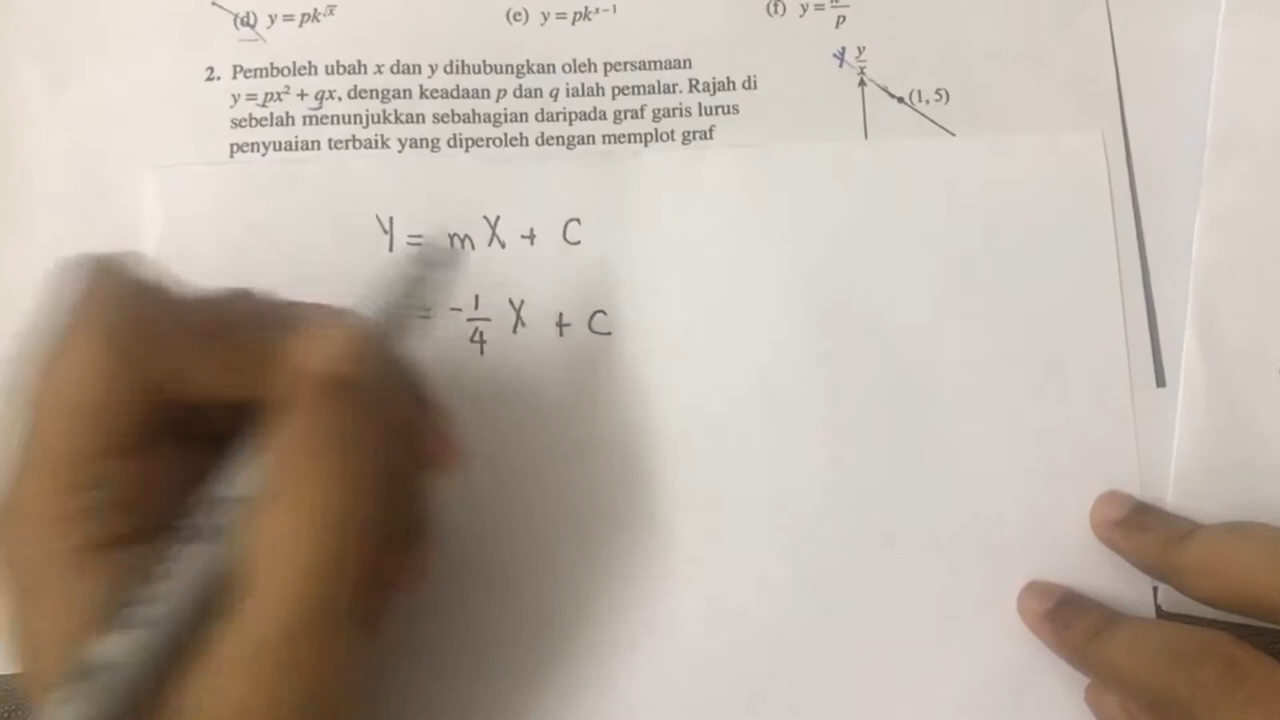 (d) y = pk^√x (e) y = pk^x−1 (f) y = /p
2. Pemboleh ubah x dan y dihubungkan oleh persamaan
y = px² + qx, dengan keadaan p dan q ialah pemalar. Rajah di
sebelah menunjukkan sebahagian daripada graf garis lurus
penyuaian terbaik yang diperoleh dengan memplot graf
Y y/x
(1, 5)
Y = mX + C
= -1/4 X + C